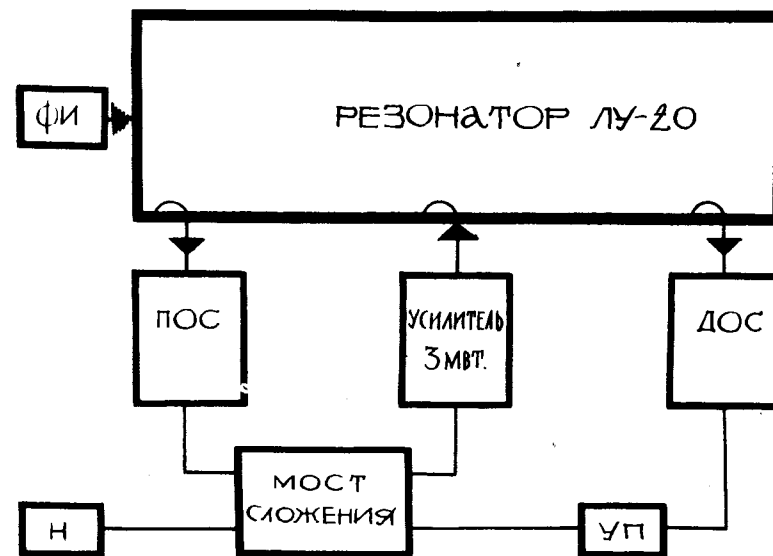 ФИ
РЕЗОНАТОР ЛУ-20
ПОС
УСИЛИТЕЛЬ
3 МВТ.
ДОС
МОСТ
СЛОЖЕНИЯ
Н
УП